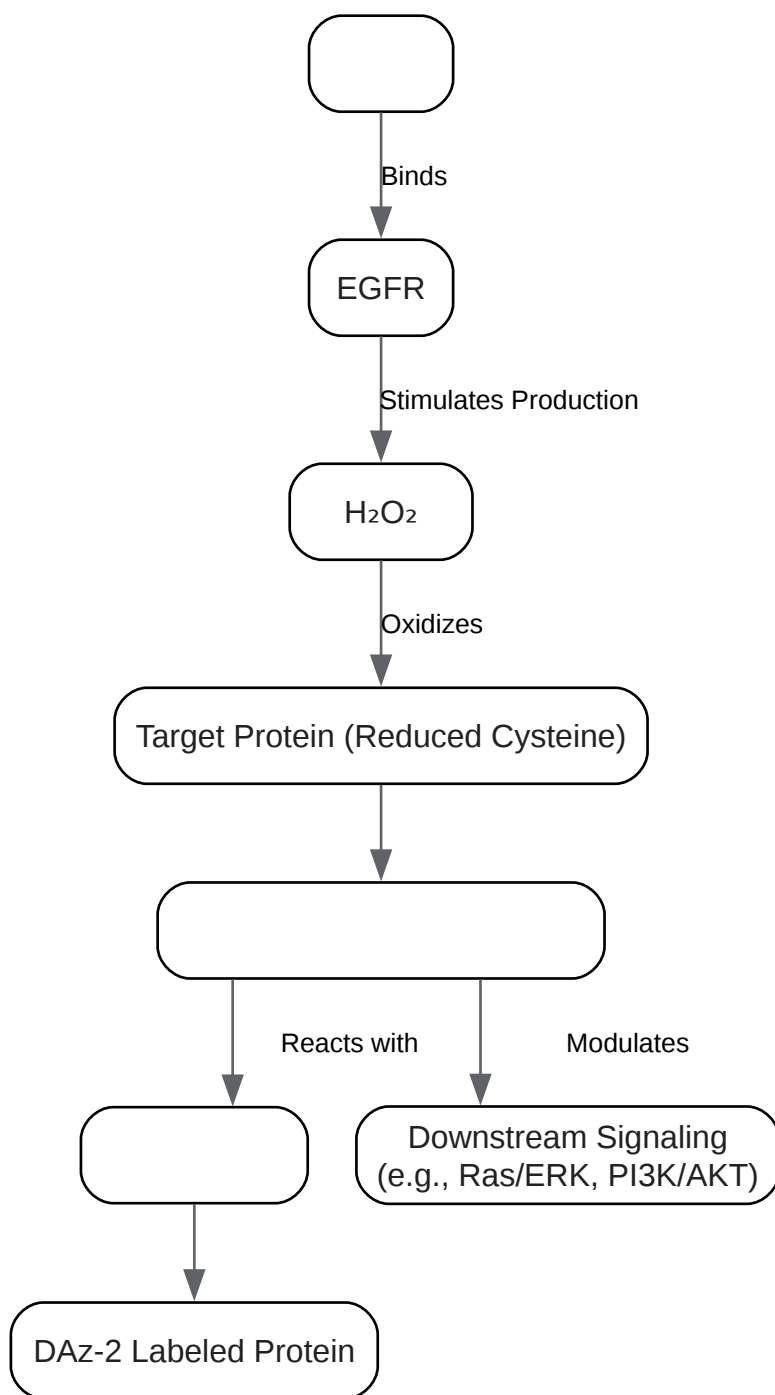 Binds
EGFR
Stimulates Production
H₂O₂
Oxidizes
Target Protein (Reduced Cysteine)
Reacts with
Modulates
Downstream Signaling
(e.g., Ras/ERK, PI3K/AKT)
DAz-2 Labeled Protein